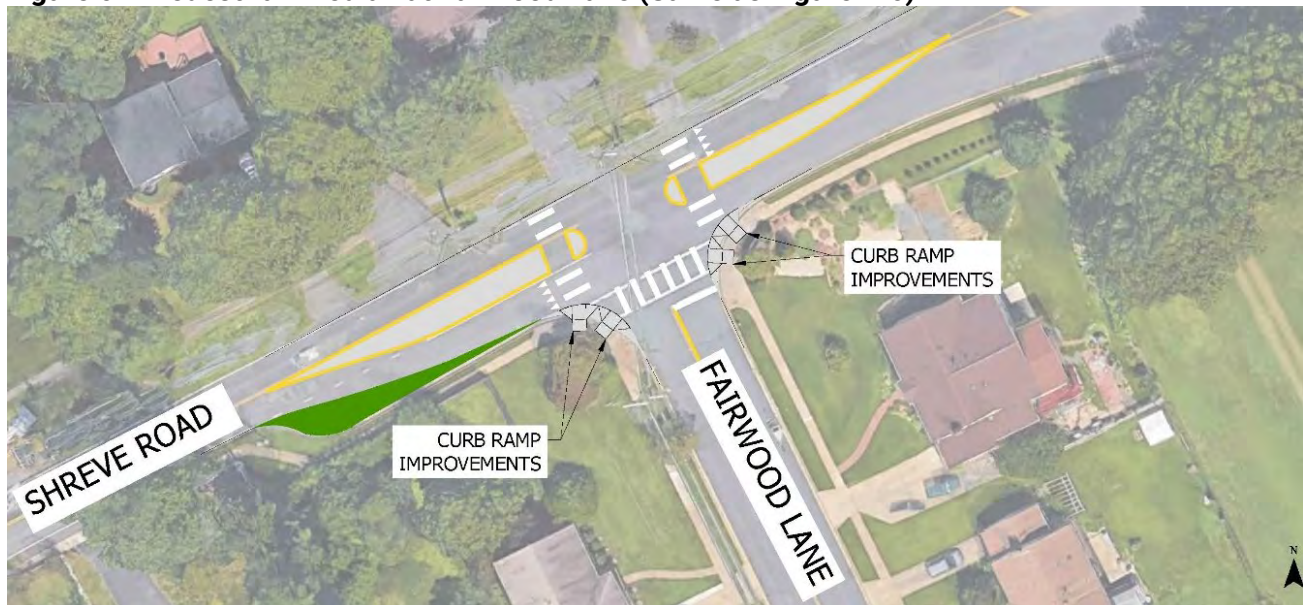 SHREVE ROAD
CURB RAMP
IMPROVEMENTS
CURB RAMP
IMPROVEMENTS
FAIRWOOD LANE
N